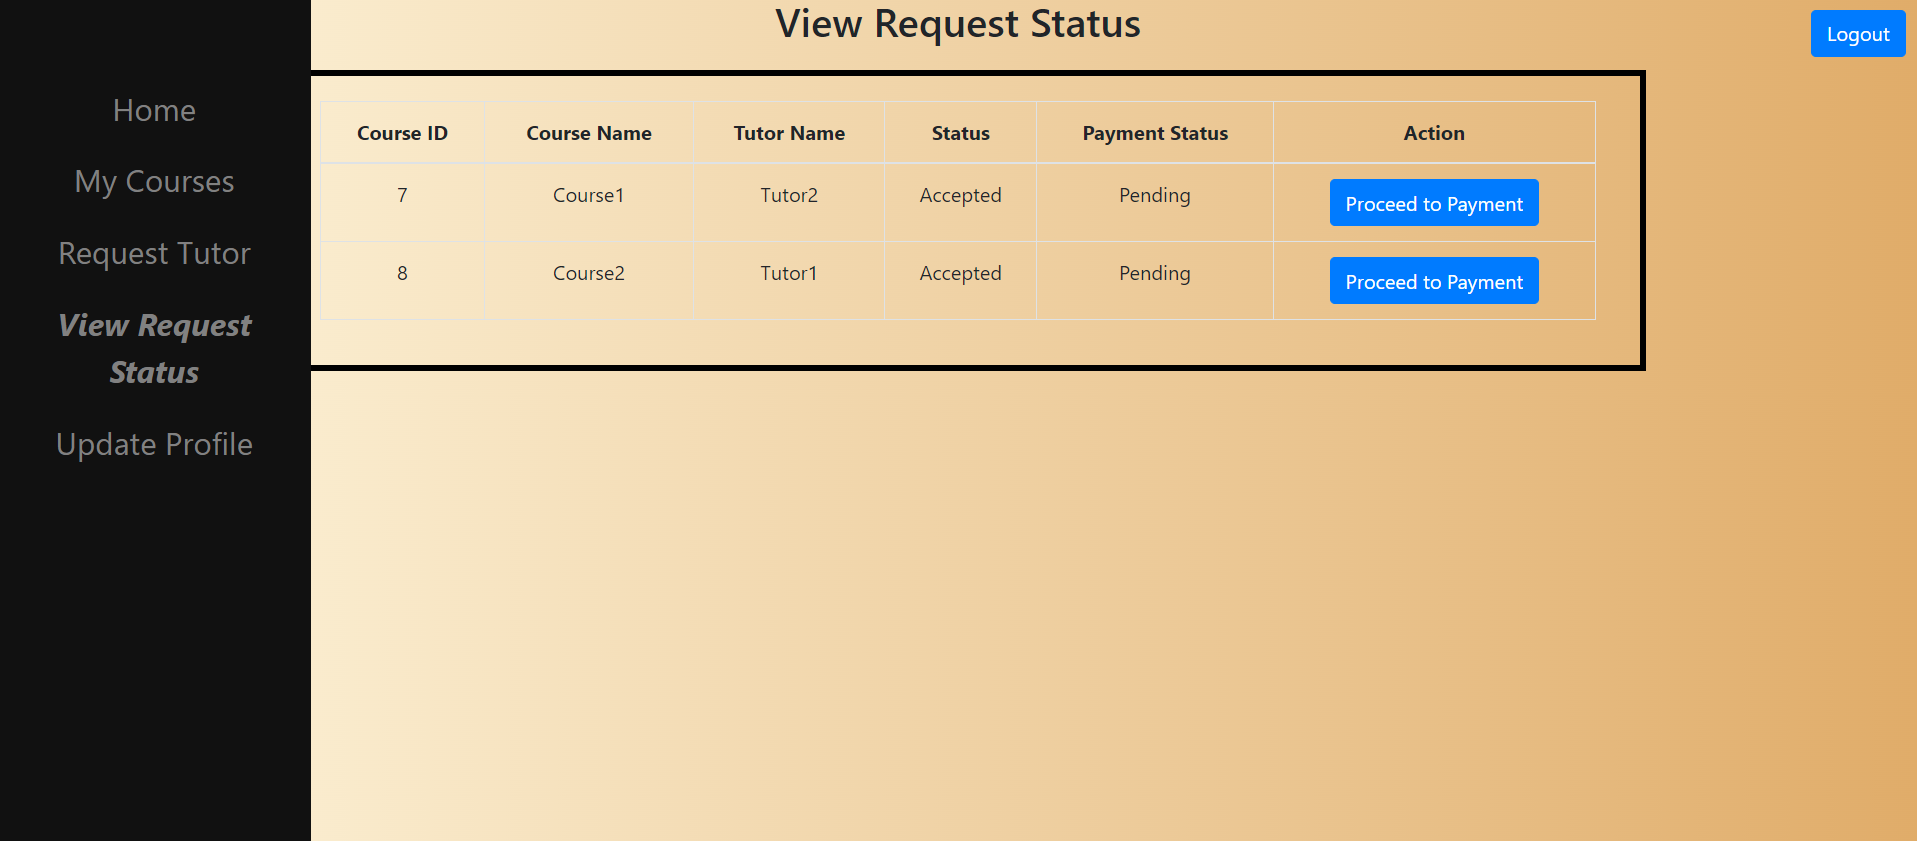 View Request Status
Logout
Home
My Courses
Request Tutor
View Request
Status
Update Profile
Course ID Course Name Tutor Name Status Payment Status Action
7 Course1 Tutor2 Accepted Pending Proceed to Payment
8 Course2 Tutor1 Accepted Pending Proceed to Payment